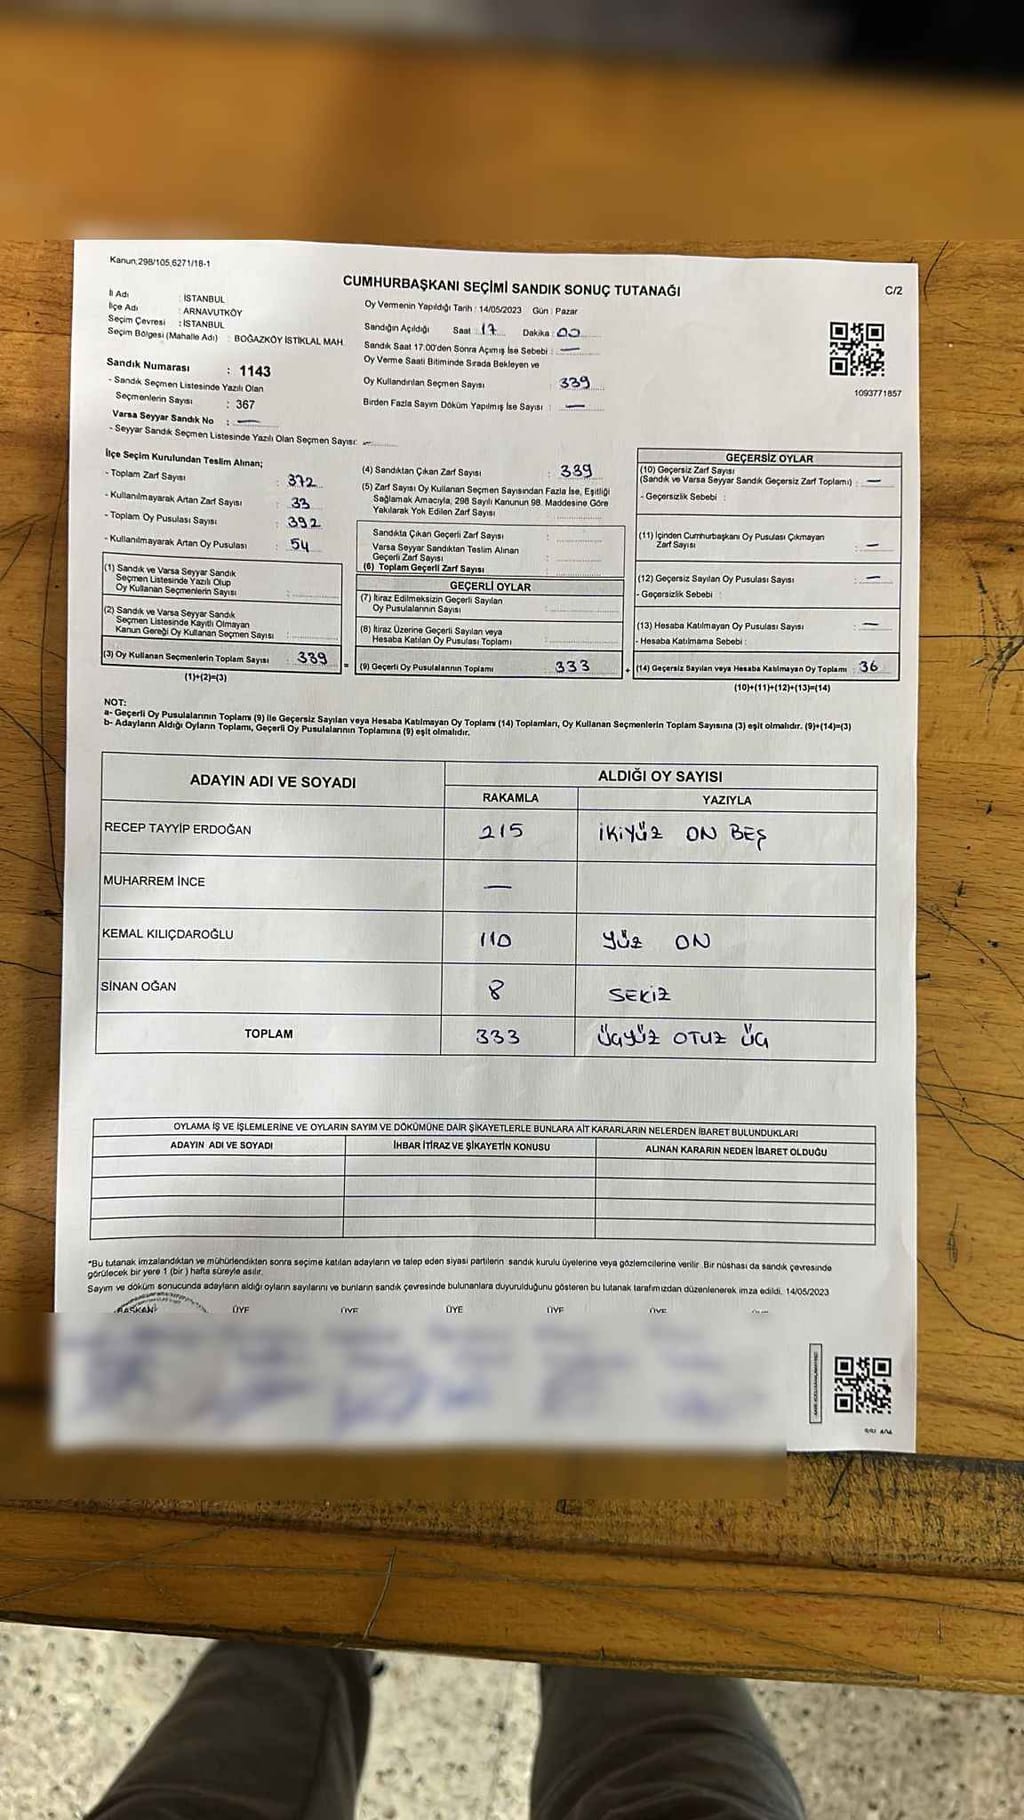 Kanun,298/105,6271/18-1
CUMHURBAŞKANI SEÇİMİ SANDIK SONUÇ TUTANAĞI
C/2
İl Adı : İSTANBUL
İlçe Adı : ARNAVUTKÖY
Seçim Çevresi : İSTANBUL
Seçim Bölgesi (Mahalle Adı) : BOĞAZKÖY İSTİKLAL MAH.
Oy Vermenin Yapıldığı Tarih : 14/05/2023 Gün : Pazar
Sandığın Açıldığı Saat : 17 Dakika : 00
Sandık Saat 17.00'den Sonra Açımış İse Sebebi : —
Oy Verme Saati Bitiminde Sırada Bekleyen ve
Oy Kullandırılan Seçmen Sayısı : 339
Birden Fazla Sayım Döküm Yapılmış İse Sayısı : —
1093771857
Sandık Numarası : 1143
- Sandık Seçmen Listesinde Yazılı Olan
Seçmenlerin Sayısı : 367
Varsa Seyyar Sandık No : —
- Seyyar Sandık Seçmen Listesinde Yazılı Olan Seçmen Sayısı: —
İlçe Seçim Kurulundan Teslim Alınan;
- Toplam Zarf Sayısı : 372
- Kullanılmayarak Artan Zarf Sayısı : 33
- Toplam Oy Pusulası Sayısı : 392
- Kullanılmayarak Artan Oy Pusulası : 54
(1) Sandık ve Varsa Seyyar Sandık
Seçmen Listesinde Yazılı Olup
Oy Kullanan Seçmenlerin Sayısı :
(2) Sandık ve Varsa Seyyar Sandık
Seçmen Listesinde Kayıtlı Olmayan
Kanun Gereği Oy Kullanan Seçmen Sayısı :
(3) Oy Kullanan Seçmenlerin Toplam Sayısı : 339
(1)+(2)=(3)
(4) Sandıktan Çıkan Zarf Sayısı : 339
(5) Zarf Sayısı Oy Kullanan Seçmen Sayısından Fazla İse, Eşitliği
Sağlamak Amacıyla, 298 Sayılı Kanunun 98. Maddesine Göre
Yakılarak Yok Edilen Zarf Sayısı :
Sandıkta Çıkan Geçerli Zarf Sayısı :
Varsa Seyyar Sandıktan Teslim Alınan
Geçerli Zarf Sayısı :
(6) Toplam Geçerli Zarf Sayısı :
GEÇERLİ OYLAR
(7) İtiraz Edilmeksizin Geçerli Sayılan
Oy Pusulalarının Sayısı :
(8) İtiraz Üzerine Geçerli Sayılan veya
Hesaba Katılan Oy Pusulası Toplamı :
= (9) Geçerli Oy Pusulalarının Toplamı : 333
GEÇERSİZ OYLAR
(10) Geçersiz Zarf Sayısı
(Sandık ve Varsa Seyyar Sandık Geçersiz Zarf Toplamı) : —
- Geçersizlik Sebebi :
(11) İçinden Cumhurbaşkanı Oy Pusulası Çıkmayan
Zarf Sayısı : —
(12) Geçersiz Sayılan Oy Pusulası Sayısı : —
- Geçersizlik Sebebi :
(13) Hesaba Katılmayan Oy Pusulası Sayısı : —
- Hesaba Katılmama Sebebi :
+ (14) Geçersiz Sayılan veya Hesaba Katılmayan Oy Toplamı : 36
(10)+(11)+(12)+(13)=(14)
NOT:
a- Geçerli Oy Pusulalarının Toplamı (9) ile Geçersiz Sayılan veya Hesaba Katılmayan Oy Toplamı (14) Toplamları, Oy Kullanan Seçmenlerin Toplam Sayısına (3) eşit olmalıdır. (9)+(14)=(3)
b- Adayların Aldığı Oyların Toplamı, Geçerli Oy Pusulalarının Toplamına (9) eşit olmalıdır.
ADAYIN ADI VE SOYADI ALDIĞI OY SAYISI
RAKAMLA YAZIYLA
RECEP TAYYİP ERDOĞAN 215 İKİYÜZ ON BEŞ
MUHARREM İNCE —
KEMAL KILIÇDAROĞLU 110 YÜZ ON
SİNAN OĞAN 8 SEKİZ
TOPLAM 333 ÜÇYÜZ OTUZ ÜÇ
OYLAMA İŞ VE İŞLEMLERİNE VE OYLARIN SAYIM VE DÖKÜMÜNE DAİR ŞİKAYETLERLE BUNLARA AİT KARARLARIN NELERDEN İBARET BULUNDUKLARI
ADAYIN ADI VE SOYADI İHBAR İTİRAZ VE ŞİKAYETİN KONUSU ALINAN KARARIN NEDEN İBARET OLDUĞU
*Bu tutanak imzalandıktan ve mühürlendikten sonra seçime katılan adayların ve talep eden siyasi partilerin sandık kurulu üyelerine veya gözlemcilerine verilir. Bir nüshası da sandık çevresinde
görülecek bir yere 1 (bir ) hafta süreyle asılır.
Sayım ve döküm sonucunda adayların aldığı oyların sayılarını ve bunların sandık çevresinde bulunanlara duyurulduğunu gösteren bu tutanak tarafımızdan düzenlenerek imza edildi. 14/05/2023
BAŞKAN ÜYE ÜYE ÜYE ÜYE ÜYE